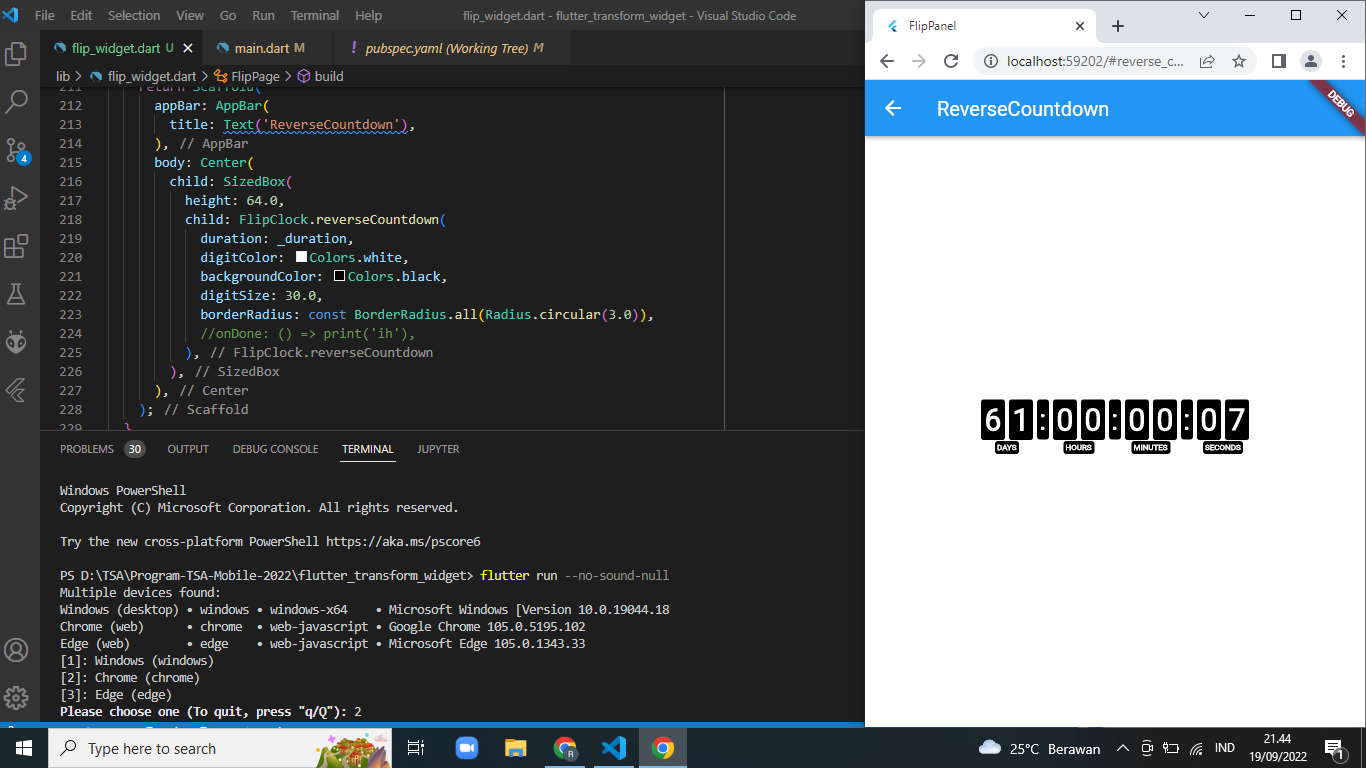 File Edit Selection View Go Run Terminal Help flip_widget.dart - flutter_transform_widget - Visual Studio Code
flip_widget.dart U main.dart M ! pubspec.yaml (Working Tree) M
lib > flip_widget.dart > FlipPage > build
211 return Scaffold(
212 appBar: AppBar(
213 title: Text('ReverseCountdown'),
214 ), // AppBar
215 body: Center(
216 child: SizedBox(
217 height: 64.0,
218 child: FlipClock.reverseCountdown(
219 duration: _duration,
220 digitColor: Colors.white,
221 backgroundColor: Colors.black,
222 digitSize: 30.0,
223 borderRadius: const BorderRadius.all(Radius.circular(3.0)),
224 //onDone: () => print('ih'),
225 ), // FlipClock.reverseCountdown
226 ), // SizedBox
227 ), // Center
228 ); // Scaffold
229 }
4
PROBLEMS 30 OUTPUT DEBUG CONSOLE TERMINAL JUPYTER
Windows PowerShell
Copyright (C) Microsoft Corporation. All rights reserved.
Try the new cross-platform PowerShell https://aka.ms/pscore6
PS D:\TSA\Program-TSA-Mobile-2022\flutter_transform_widget> flutter run --no-sound-null
Multiple devices found:
Windows (desktop) • windows • windows-x64 • Microsoft Windows [Version 10.0.19044.18
Chrome (web) • chrome • web-javascript • Google Chrome 105.0.5195.102
Edge (web) • edge • web-javascript • Microsoft Edge 105.0.1343.33
[1]: Windows (windows)
[2]: Chrome (chrome)
[3]: Edge (edge)
Please choose one (To quit, press "q/Q"): 2
FlipPanel
localhost:59202/#reverse_c...
ReverseCountdown
DEBUG
61:00:00:07
DAYS HOURS MINUTES SECONDS
Type here to search
R
25°C Berawan
IND
21.44
19/09/2022
1